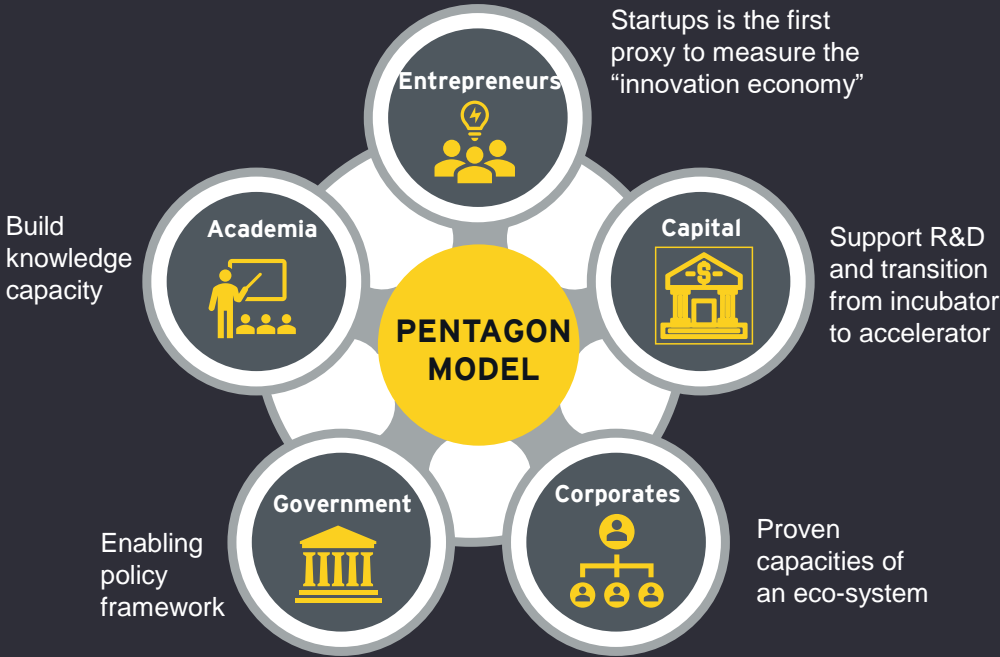 Startups is the first
proxy to measure the
“innovation economy”
Entrepreneurs
Build
knowledge
capacity
Academia
Capital
$
Support R&D
and transition
from incubator
to accelerator
PENTAGON
MODEL
Enabling
policy
framework
Government
Corporates
Proven
capacities of
an eco-system